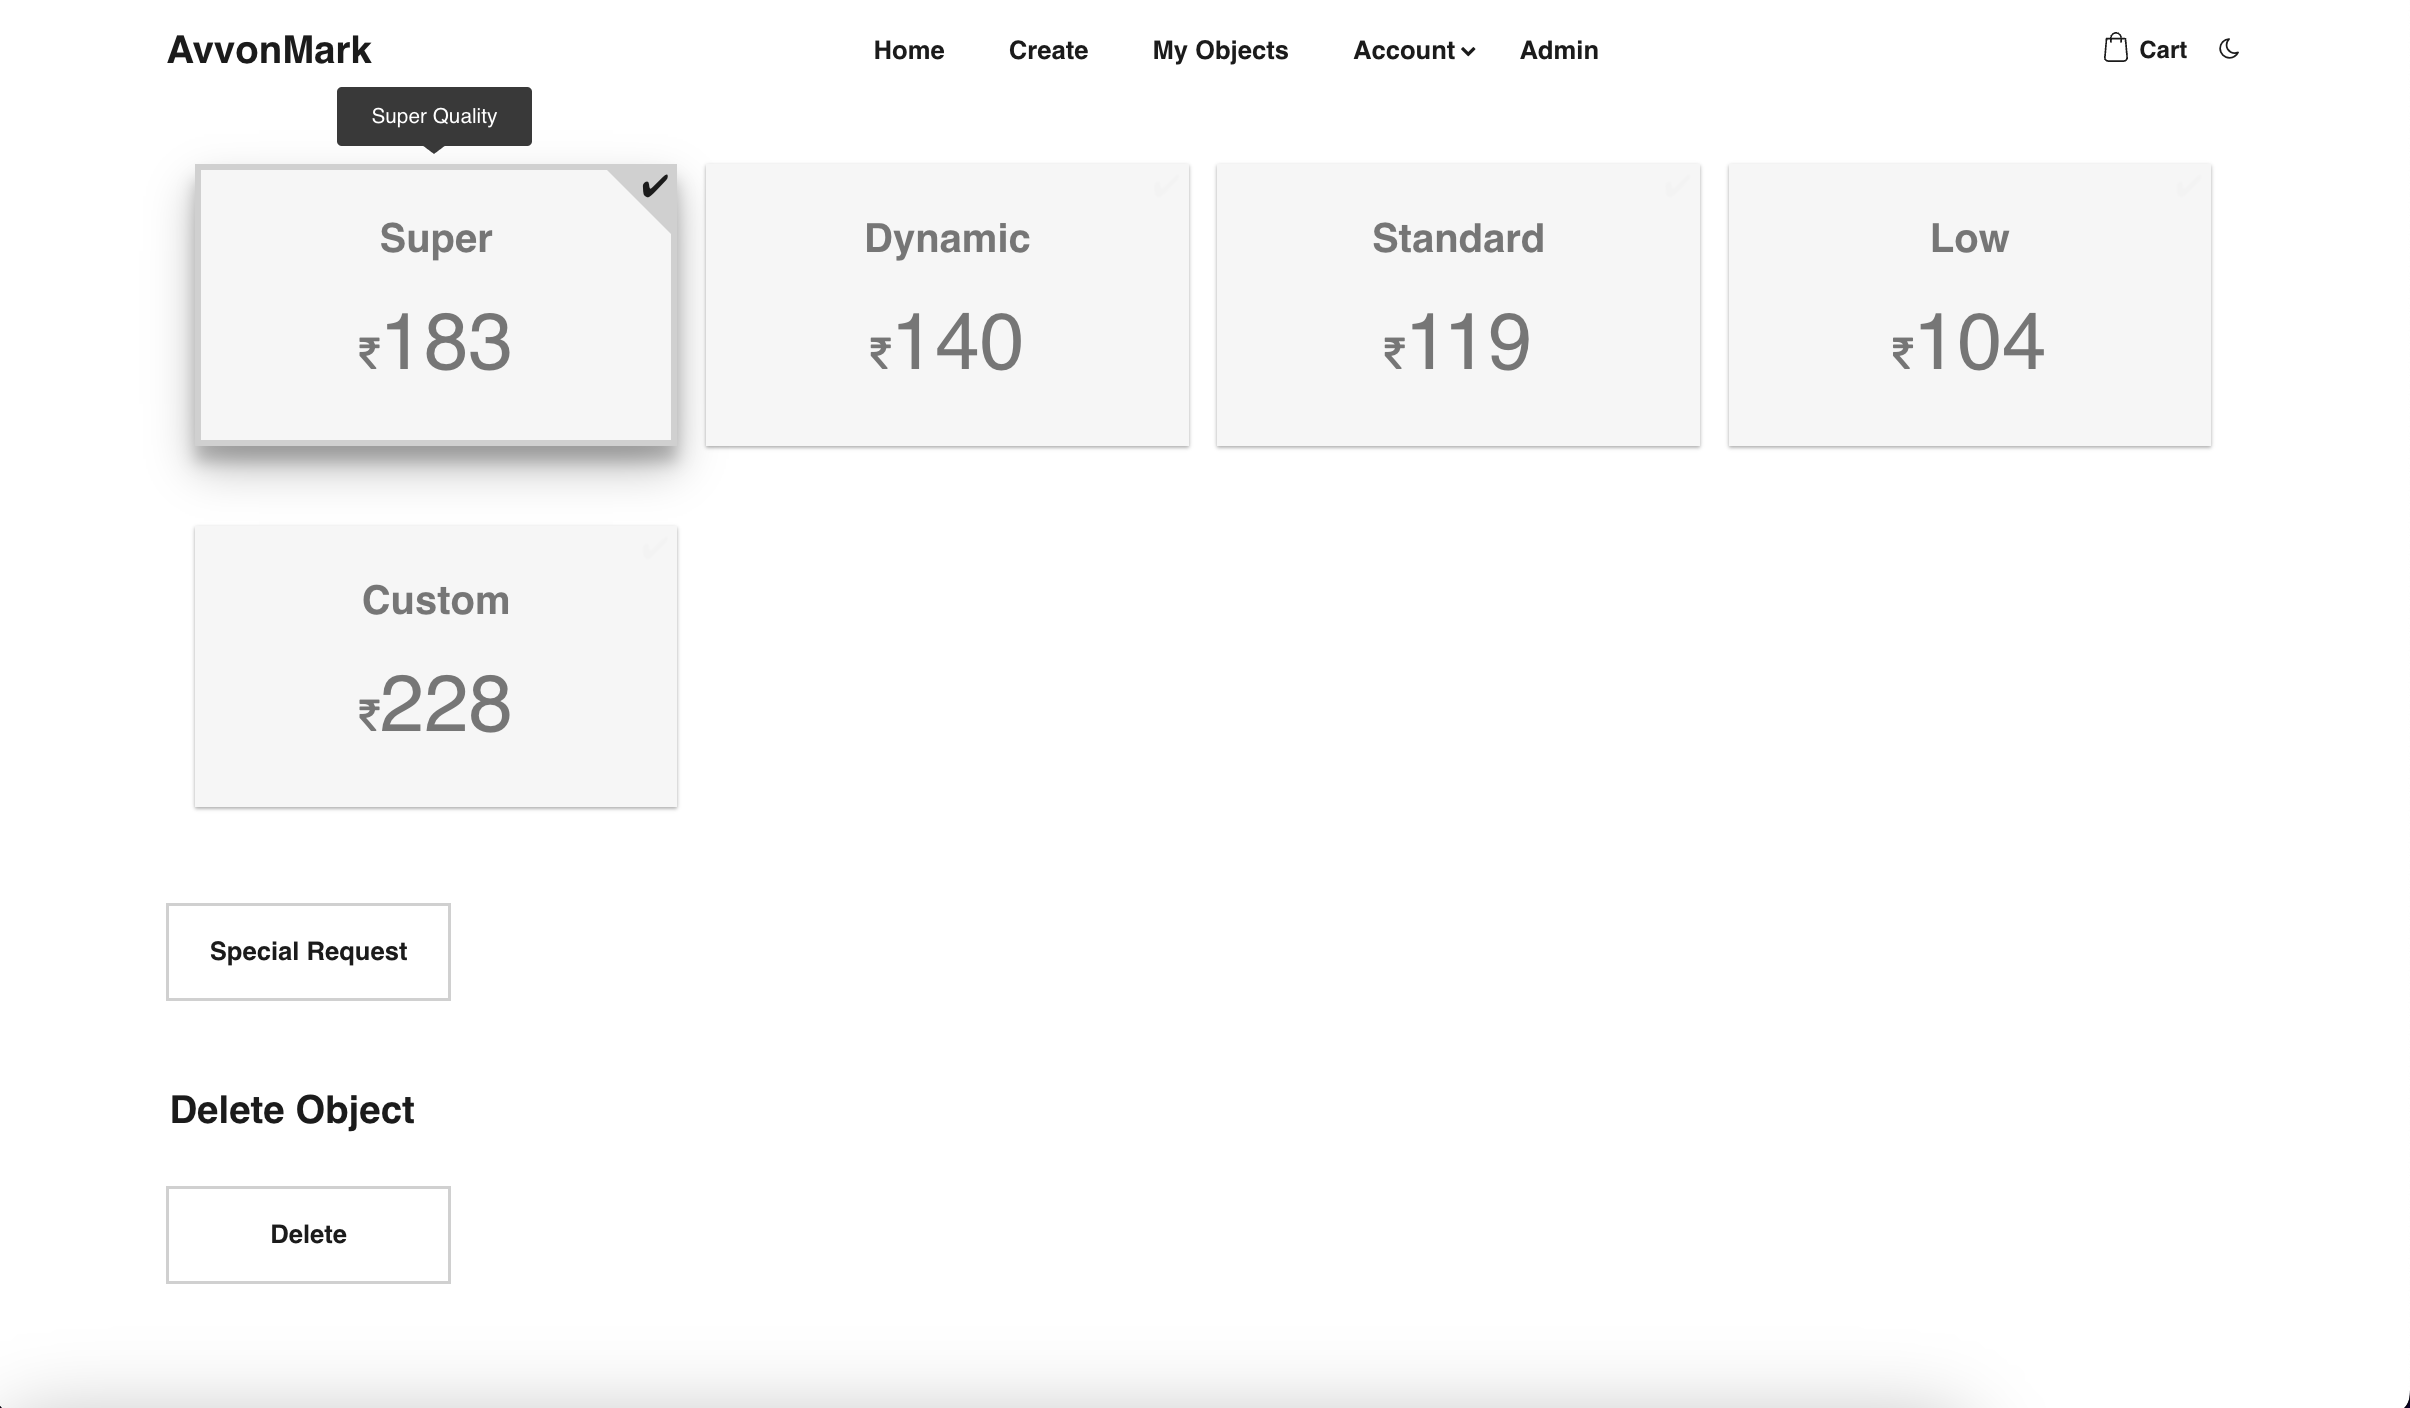 AvvonMark
Home Create My Objects Account Admin
Cart
Super Quality
Super Dynamic Standard Low
₹183 ₹140 ₹119 ₹104
Custom
₹228
Special Request
Delete Object
Delete